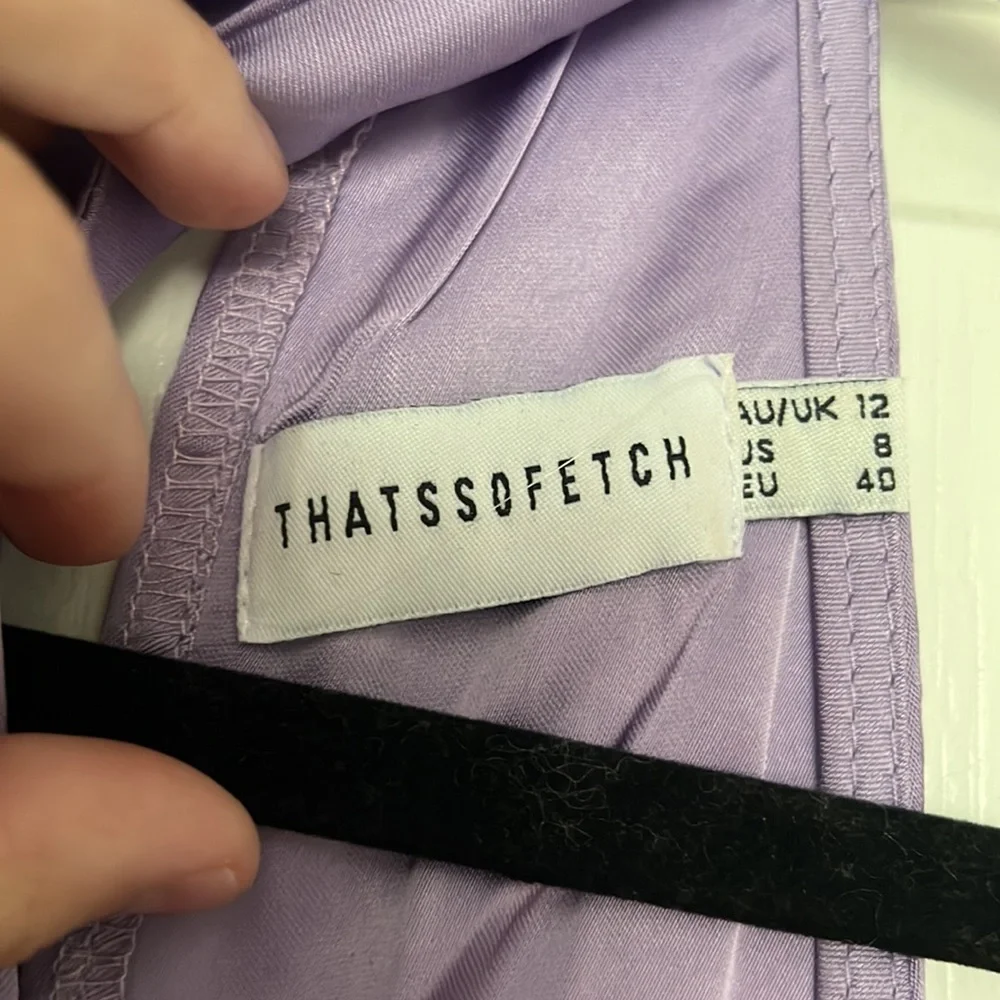 THATSSOFETCH
AU/UK 12
US 8
EU 40